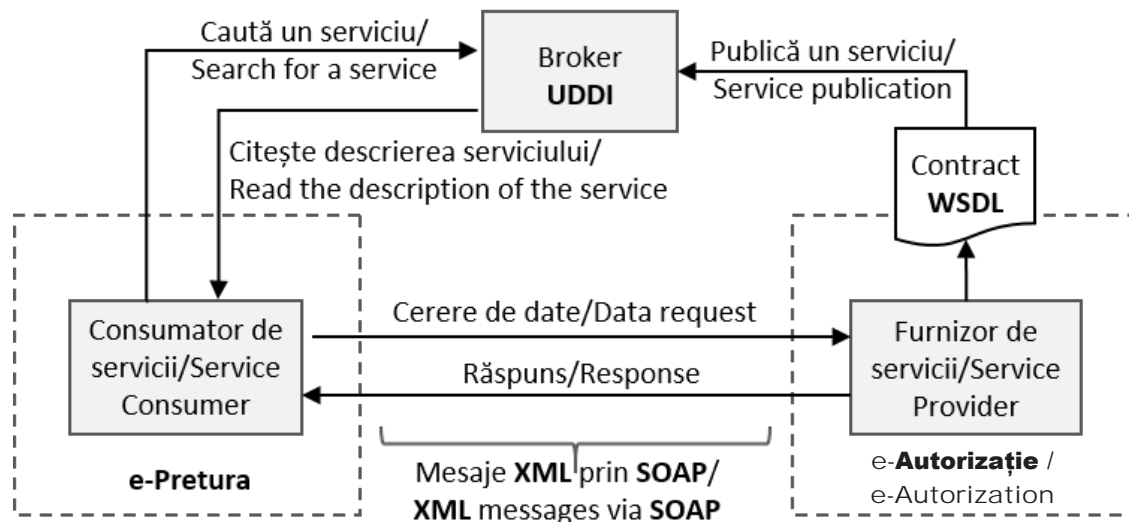 Caută un serviciu/
Search for a service
Broker
UDDI
Publică un serviciu/
Service publication
Citește descrierea serviciului/
Read the description of the service
Contract
WSDL
Consumator de
servicii/Service
Consumer
Cerere de date/Data request
Răspuns/Response
Furnizor de
servicii/Service
Provider
e-Pretura
Mesaje XML prin SOAP/
XML messages via SOAP
e-Autorizație /
e-Autorization